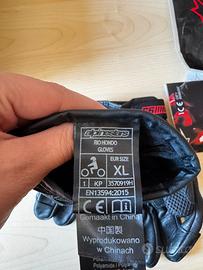 alpinestars
RIO HONDO
GLOVES
EUR SIZE
XL
1 KP 3570919H
EN13594:2015
Gemaakt in China
中国製
Wyprodukowano
w Chinach